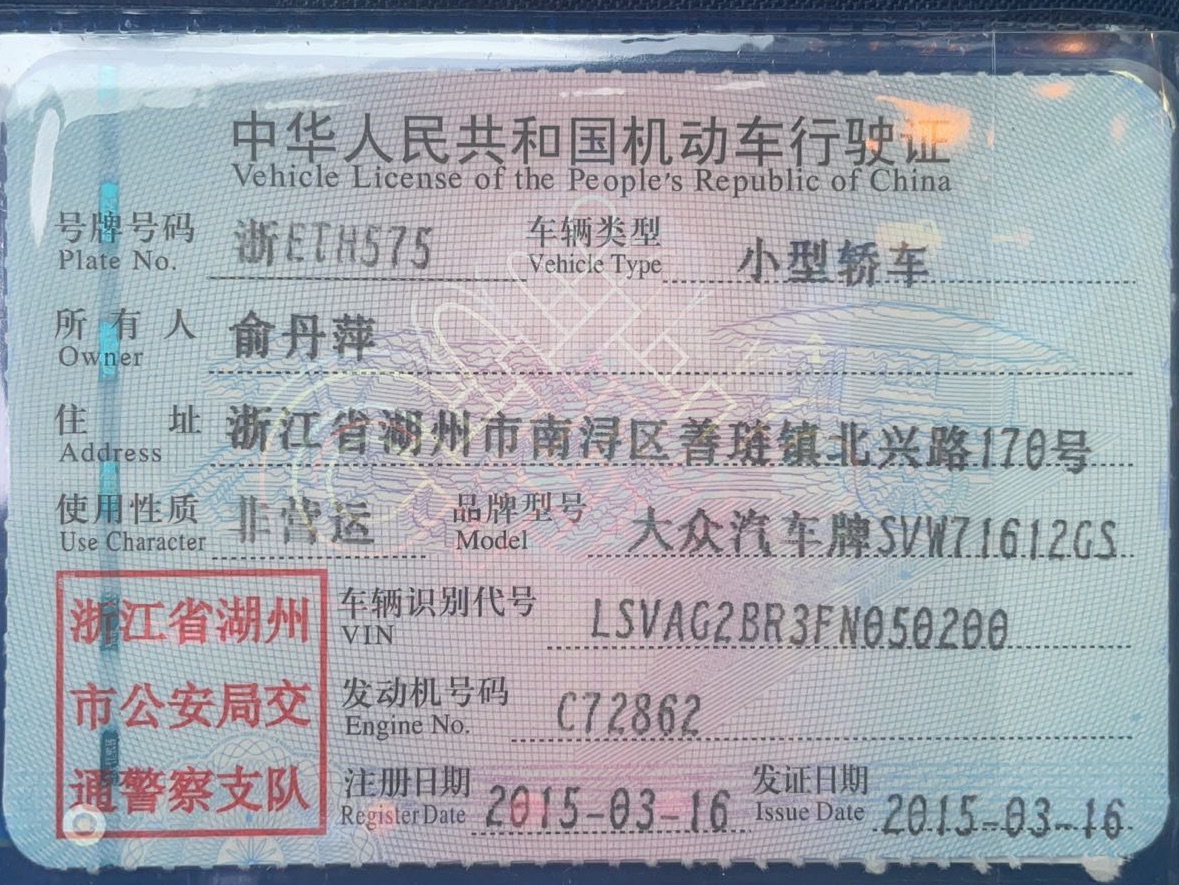 中华人民共和国机动车行驶证
Vehicle License of the People's Republic of China
号牌号码 浙ETH575 车辆类型 小型轿车
Plate No. Vehicle Type
所有人 俞丹萍
Owner
住址 浙江省湖州市南浔区善琏镇北兴路170号
Address
使用性质 非营运 品牌型号 大众汽车牌SVW71612GS
Use Character Model
浙江省湖州
市公安局交
通警察支队
车辆识别代号 LSVAG2BR3FN050200
VIN
发动机号码 C72862
Engine No.
注册日期 2015-03-16 发证日期 2015-03-16
Register Date Issue Date